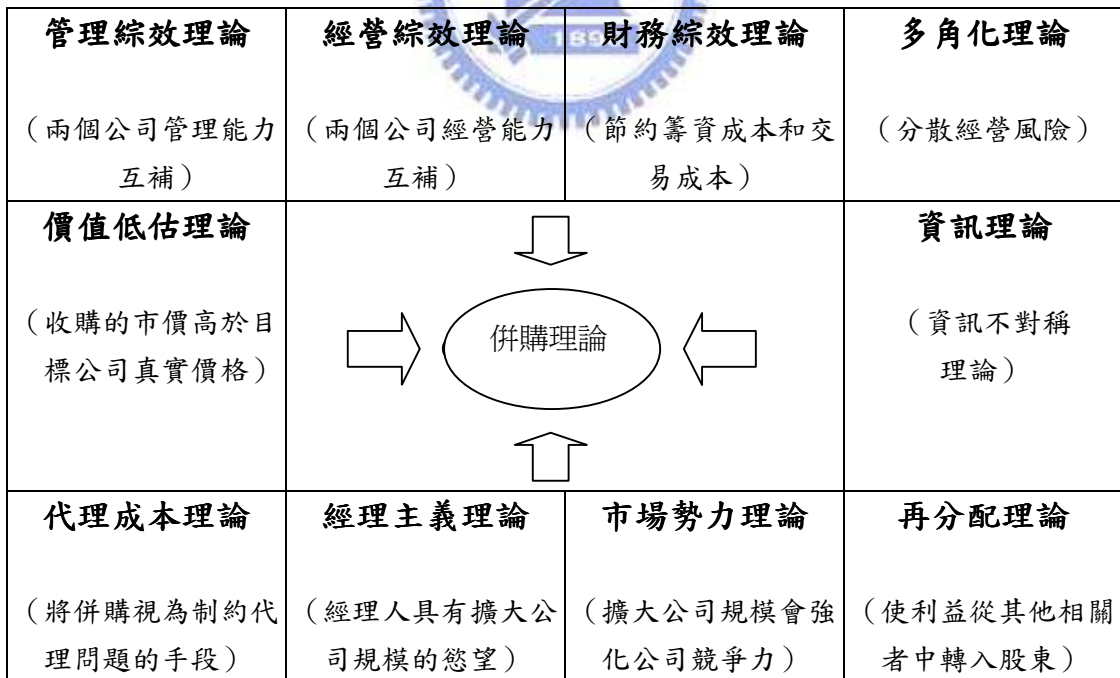 管理綜效理論
（兩個公司管理能力
互補）
經營綜效理論
（兩個公司經營能力
互補）
財務綜效理論
（節約籌資成本和交
易成本）
多角化理論
（分散經營風險）
價值低估理論
（收購的市價高於目
標公司真實價格）
併購理論
資訊理論
（資訊不對稱
理論）
代理成本理論
（將併購視為制約代
理問題的手段）
經理主義理論
（經理人具有擴大公
司規模的慾望）
市場勢力理論
（擴大公司規模會強
化公司競爭力）
再分配理論
（使利益從其他相關
者中轉入股東）